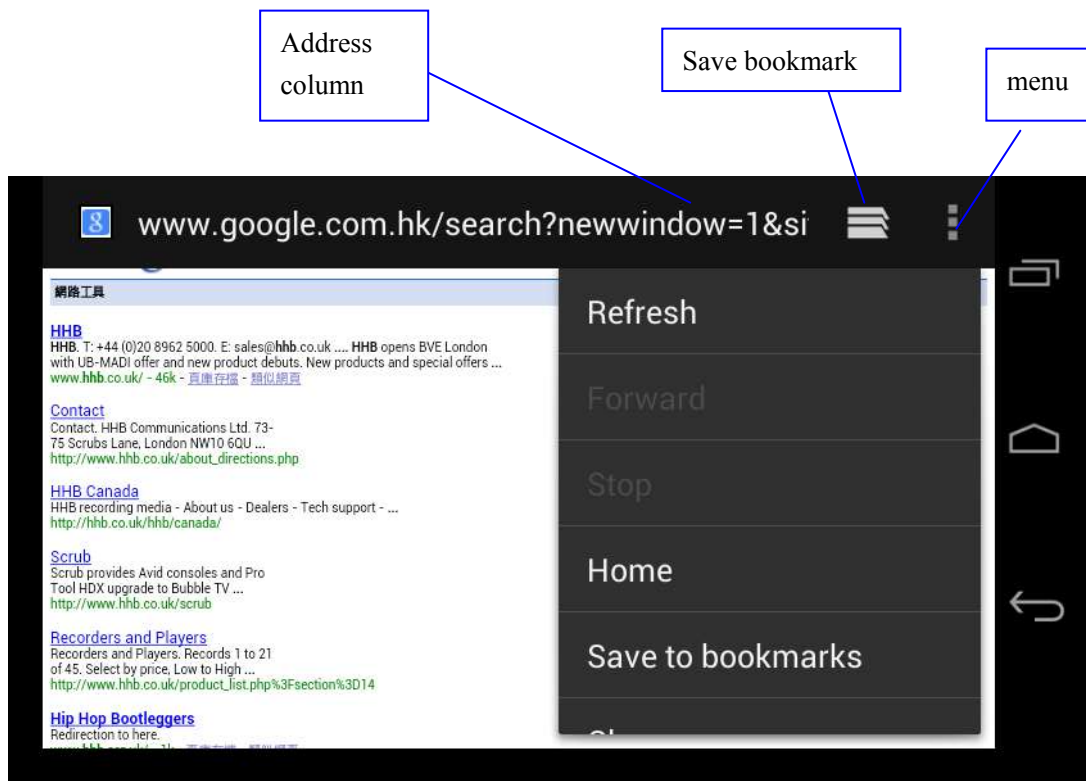 Address
column
Save bookmark
menu
8
www.google.com.hk/search?newwindow=1&si
網路工具
HHB
HHB. T: +44 (0)20 8962 5000. E: sales@hhb.co.uk .... HHB opens BVE London
with UB-MADI offer and new product debuts. New products and special offers ...
www.hhb.co.uk/ - 46k - 頁庫存檔 - 類似網頁
Contact
Contact. HHB Communications Ltd. 73-
75 Scrubs Lane, London NW10 6QU ...
http://www.hhb.co.uk/about_directions.php
HHB Canada
HHB recording media - About us - Dealers - Tech support - ...
http://hhb.co.uk/hhb/canada/
Scrub
Scrub provides Avid consoles and Pro
Tool HDX upgrade to Bubble TV ...
http://www.hhb.co.uk/scrub
Recorders and Players
Recorders and Players. Records 1 to 21
of 45. Select by price, Low to High ...
http://www.hhb.co.uk/product_list.php%3Fsection%3D14
Hip Hop Bootleggers
Redirection to here.
Refresh
Forward
Stop
Home
Save to bookmarks